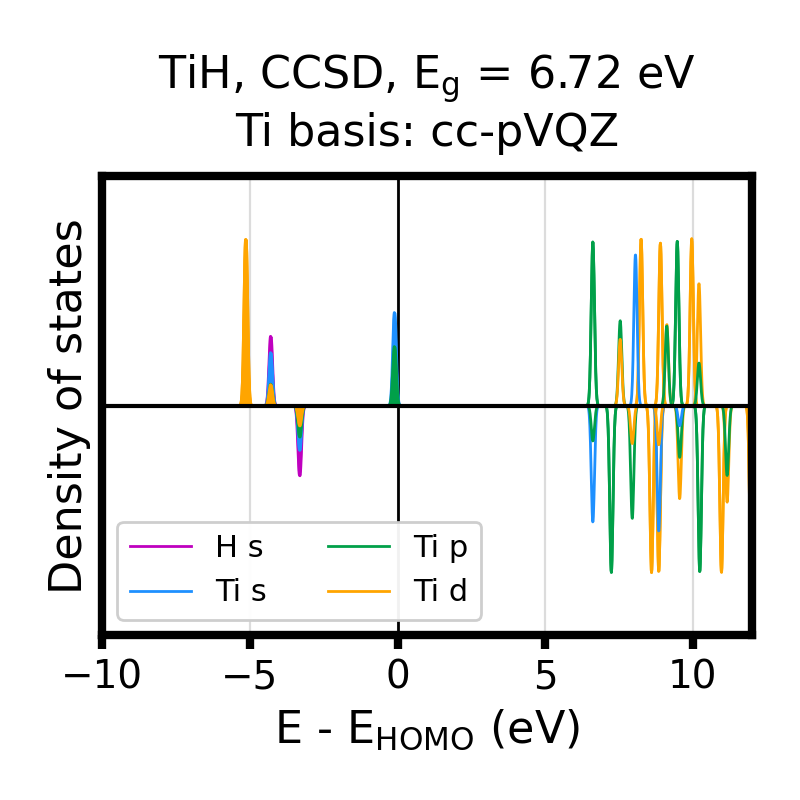 TiH, CCSD, E_g = 6.72 eV
Ti basis: cc-pVQZ
Density of states
H s
Ti s
Ti p
Ti d
−10 −5 0 5 10
E - E_HOMO (eV)